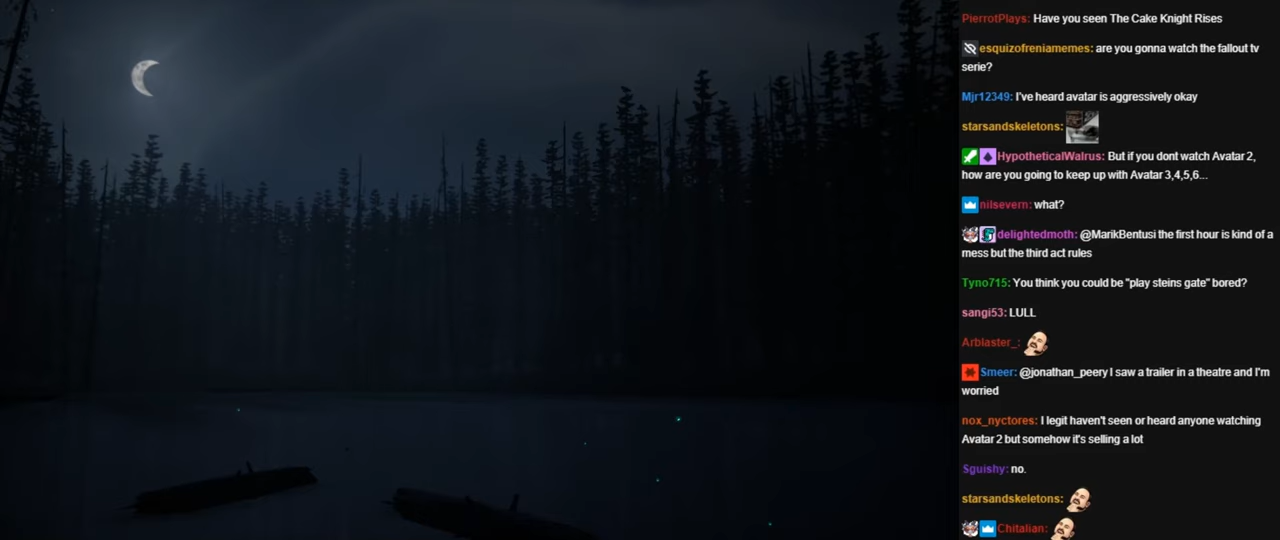 PierrotPlays: Have you seen The Cake Knight Rises
esquizofreniamemes: are you gonna watch the fallout tv
serie?
Mjr12349: I've heard avatar is aggressively okay
starsandskeletons:
HypotheticalWalrus: But if you dont watch Avatar 2,
how are you going to keep up with Avatar 3,4,5,6...
nilsevern: what?
delightedmoth: @MarikBentusi the first hour is kind of a
mess but the third act rules
Tyno715: You think you could be "play steins gate" bored?
sangi53: LULL
Arblaster_:
Smeer: @jonathan_peery I saw a trailer in a theatre and I'm
worried
nox_nyctores: I legit haven't seen or heard anyone watching
Avatar 2 but somehow it's selling a lot
Sguishy: no.
starsandskeletons:
Chitalian: